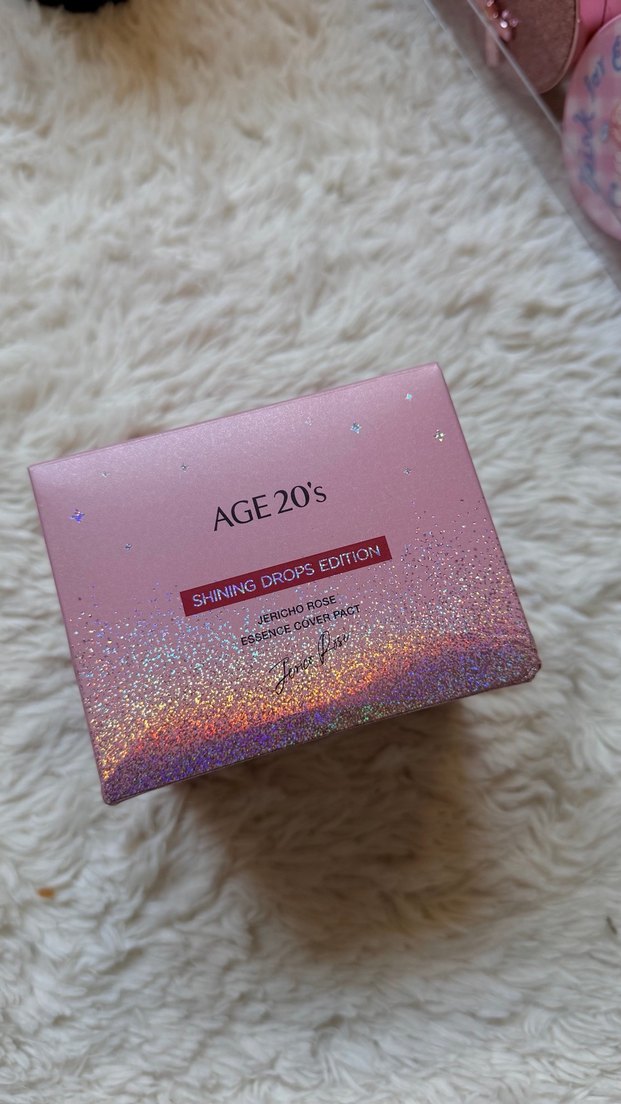 AGE 20's
SHINING DROPS EDITION
JERICHO ROSE
ESSENCE COVER PACT